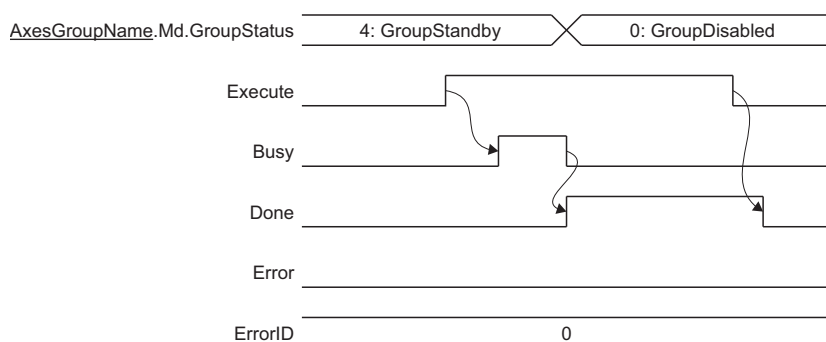 AxesGroupName.Md.GroupStatus 4: GroupStandby 0: GroupDisabled
Execute
Busy
Done
Error
ErrorID 0